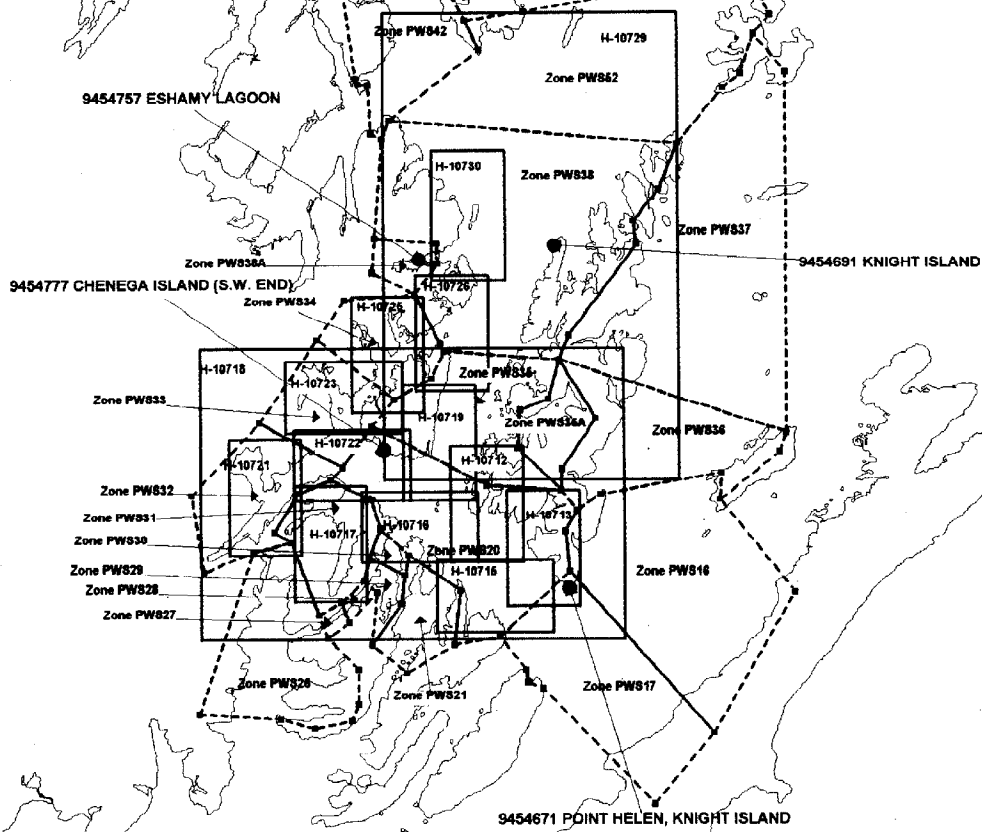 Zone PWS42
H-10729
Zone PWS52
9454757 ESHAMY LAGOON
H-10730
Zone PWS38
Zone PWS37
Zone PWS38A
9454691 KNIGHT ISLAND
9454777 CHENEGA ISLAND (S.W. END)
H-10726
Zone PWS34
H-10725
H-10718
Zone PWS35
H-10723
Zone PWS33
H-10719
Zone PWS35A
Zone PWS36
H-10722
H-10721
H-10712
Zone PWS32
Zone PWS31
H-10713
H-10716
H-10717
Zone PWS30
Zone PWS20
Zone PWS29
H-10715
Zone PWS16
Zone PWS28
Zone PWS27
Zone PWS26
Zone PWS21
Zone PWS17
9454671 POINT HELEN, KNIGHT ISLAND